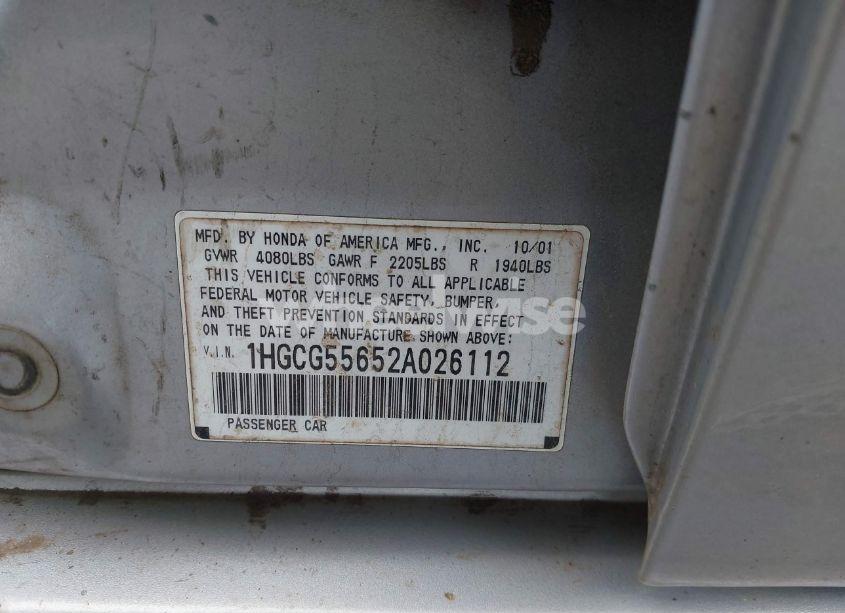 MFD. BY HONDA OF AMERICA MFG., INC. 10/01
GVWR 4080LBS GAWR F 2205LBS R 1940LBS
THIS VEHICLE CONFORMS TO ALL APPLICABLE
FEDERAL MOTOR VEHICLE SAFETY, BUMPER,
AND THEFT PREVENTION STANDARDS IN EFFECT
ON THE DATE OF MANUFACTURE SHOWN ABOVE:
V.I.N. 1HGCG55652A026112
PASSENGER CAR